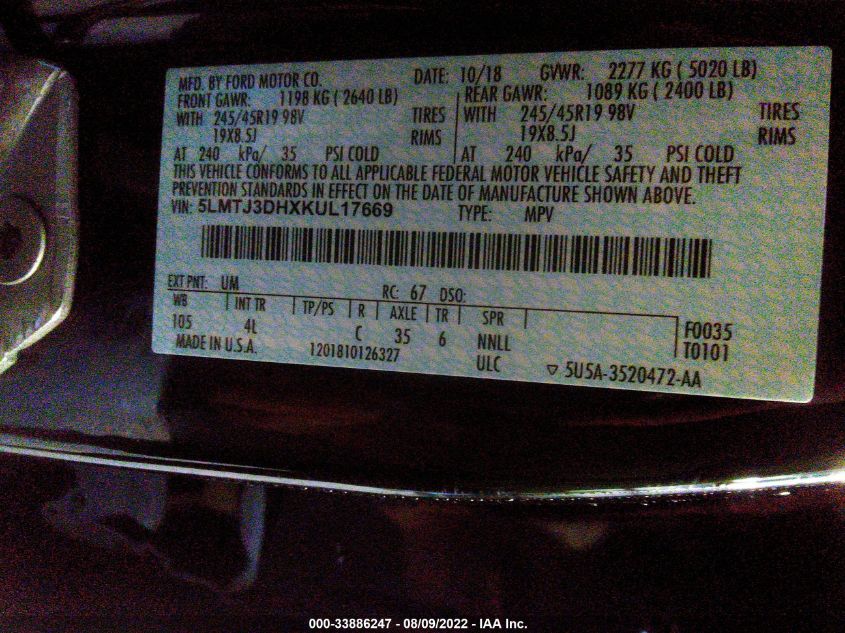 MFD. BY FORD MOTOR CO. DATE: 10/18 GVWR: 2277 KG ( 5020 LB)
FRONT GAWR: 1198 KG ( 2640 LB) REAR GAWR: 1089 KG ( 2400 LB)
WITH 245/45R19 98V TIRES WITH 245/45R19 98V TIRES
19X8.5J RIMS 19X8.5J RIMS
AT 240 kPa/ 35 PSI COLD AT 240 kPa/ 35 PSI COLD
THIS VEHICLE CONFORMS TO ALL APPLICABLE FEDERAL MOTOR VEHICLE SAFETY AND THEFT
PREVENTION STANDARDS IN EFFECT ON THE DATE OF MANUFACTURE SHOWN ABOVE.
VIN: 5LMTJ3DHXKUL17669 TYPE: MPV
EXT PNT: UM RC: 67 DSO:
WB INT TR TP/PS R AXLE TR SPR
105 4L C 35 6 NNLL F0035
MADE IN U.S.A. 1201810126327 ULC T0101
▽ 5U5A-3520472-AA
000-33886247 - 08/09/2022 - IAA Inc.